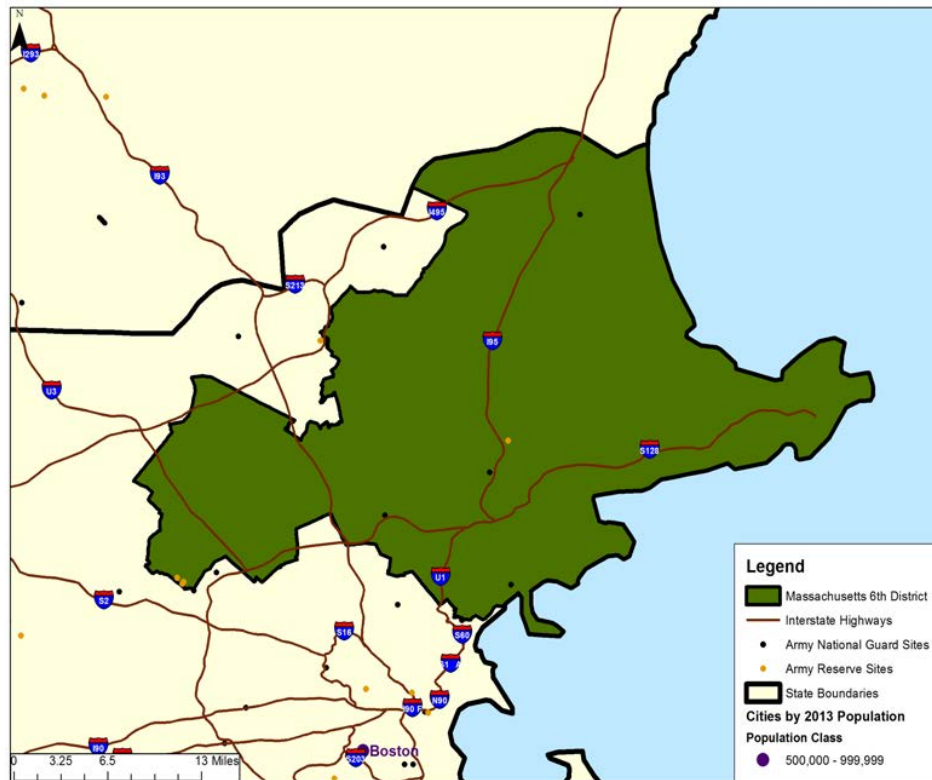 N
I293
I93
I495
S213
I95
U3
S128
U1
S2
S16
S60
N90
I90
S203
Boston
0 3.25 6.5 13 Miles
Legend
Massachusetts 6th District
Interstate Highways
Army National Guard Sites
Army Reserve Sites
State Boundaries
Cities by 2013 Population
Population Class
500,000 - 999,999